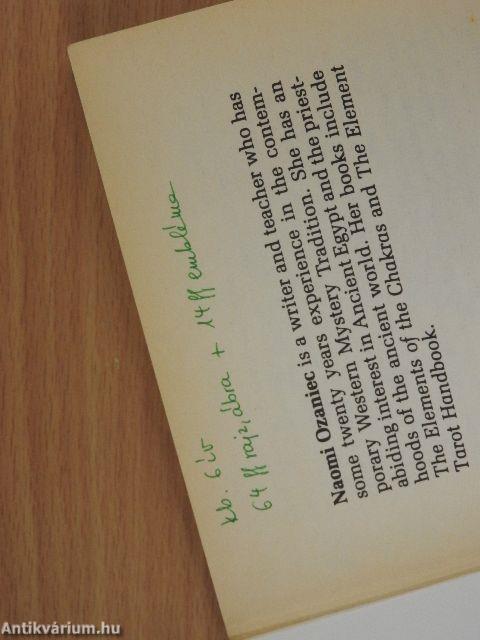 kb. 6 ív
64 ff rajz, ábra + 14 ff embléma
Naomi Ozaniec is a writer and teacher who has
some twenty years experience in the contem-
porary Western Mystery Tradition. She has an
abiding interest in Ancient Egypt and the priest-
hoods of the ancient world. Her books include
The Elements of the Chakras and The Element
Tarot Handbook.
Antikvárium.hu